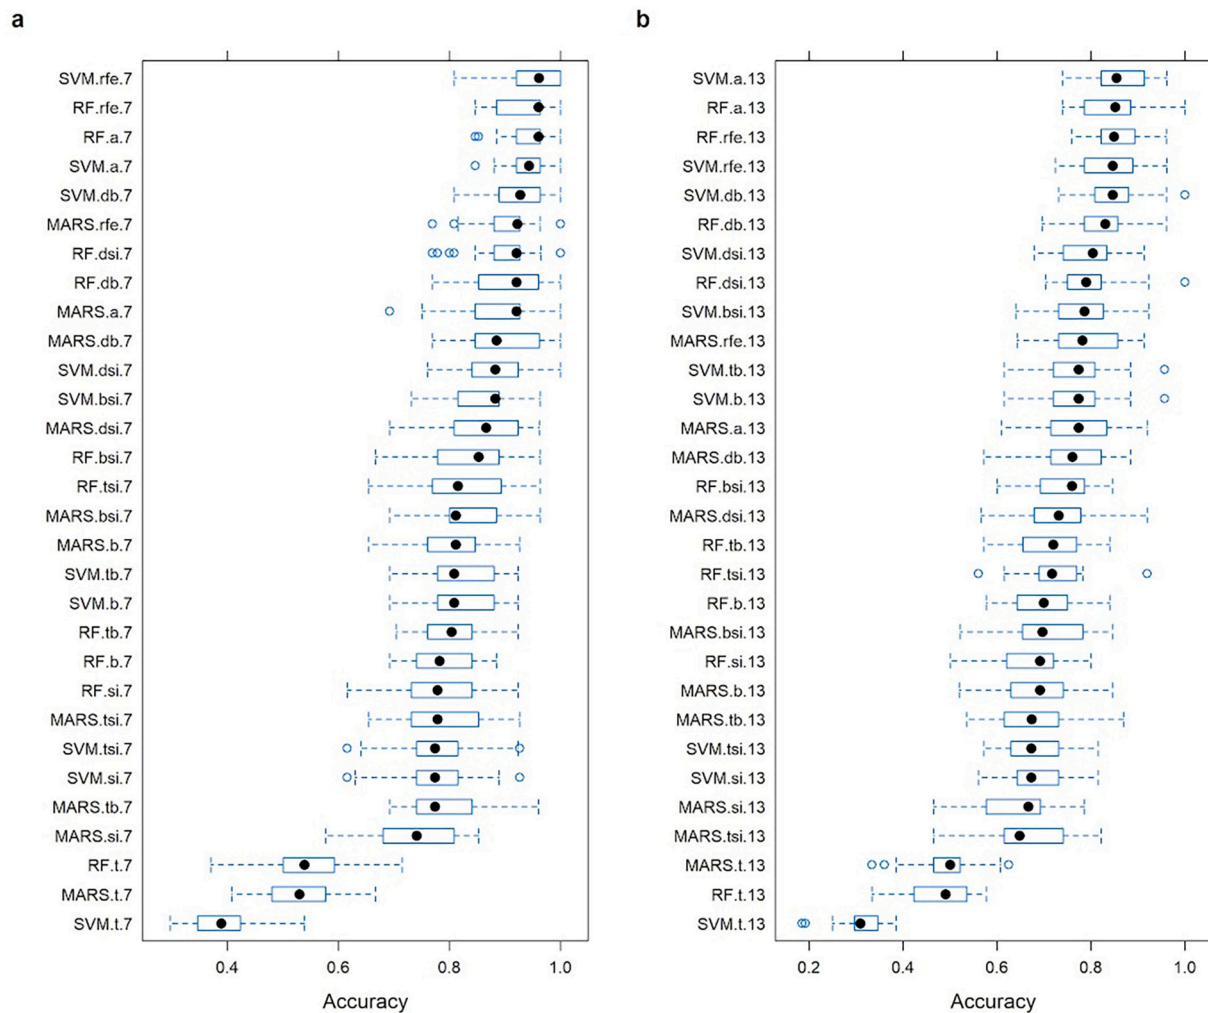 a
SVM.rfe.7
RF.rfe.7
RF.a.7
SVM.a.7
SVM.db.7
MARS.rfe.7
RF.dsi.7
RF.db.7
MARS.a.7
MARS.db.7
SVM.dsi.7
SVM.bsi.7
MARS.dsi.7
RF.bsi.7
RF.tsi.7
MARS.bsi.7
MARS.b.7
SVM.tb.7
SVM.b.7
RF.tb.7
RF.b.7
RF.si.7
MARS.tsi.7
SVM.tsi.7
SVM.si.7
MARS.tb.7
MARS.si.7
RF.t.7
MARS.t.7
SVM.t.7
0.4 0.6 0.8 1.0
Accuracy
b
SVM.a.13
RF.a.13
RF.rfe.13
SVM.rfe.13
SVM.db.13
RF.db.13
SVM.dsi.13
RF.dsi.13
SVM.bsi.13
MARS.rfe.13
SVM.tb.13
SVM.b.13
MARS.a.13
MARS.db.13
RF.bsi.13
MARS.dsi.13
RF.tb.13
RF.tsi.13
RF.b.13
MARS.bsi.13
RF.si.13
MARS.b.13
MARS.tb.13
SVM.tsi.13
SVM.si.13
MARS.si.13
MARS.tsi.13
MARS.t.13
RF.t.13
SVM.t.13
0.2 0.4 0.6 0.8 1.0
Accuracy